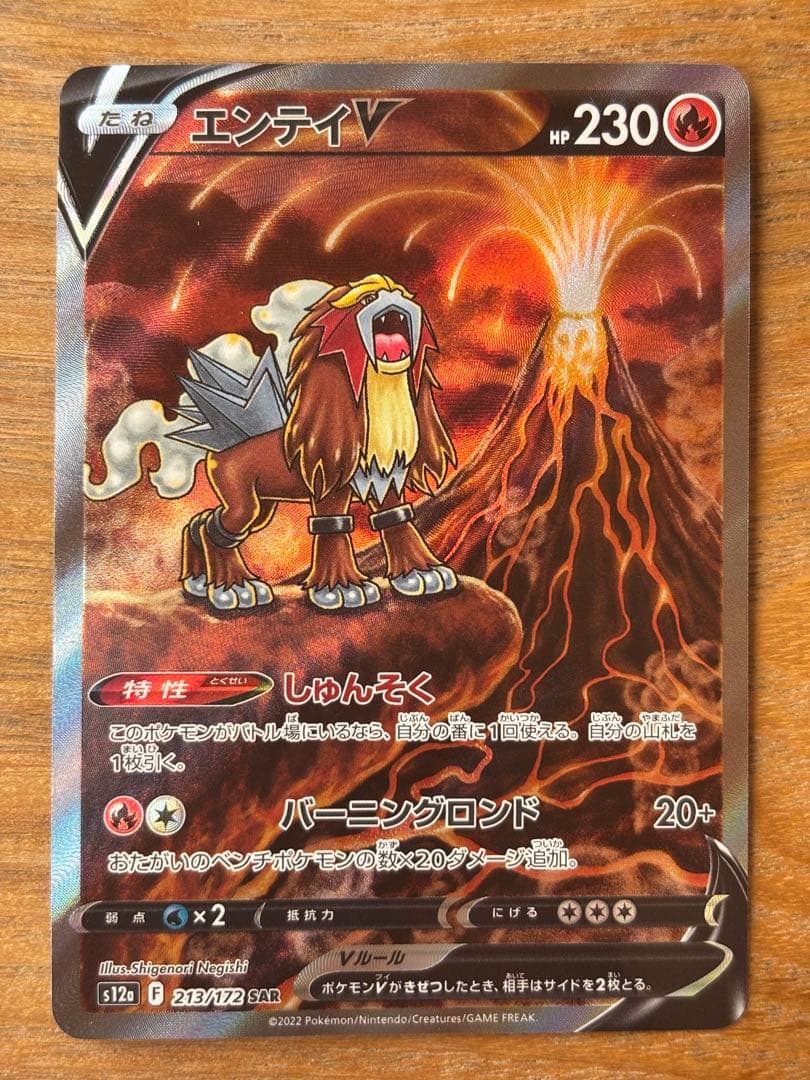 たね エンテイV HP 230
特性 とくせい しゅんそく
このポケモンがバトル場にいるなら、自分の番に1回使える。自分の山札を
1枚引く。
バーニングロンド 20+
おたがいのベンチポケモンの数×20ダメージ追加。
弱点 ×2 抵抗力 にげる
Vルール
ポケモンVがきぜつしたとき、相手はサイドを2枚とる。
Illus.Shigenori Negishi
s12a F 213/172 SAR
©2022 Pokémon/Nintendo/Creatures/GAME FREAK.